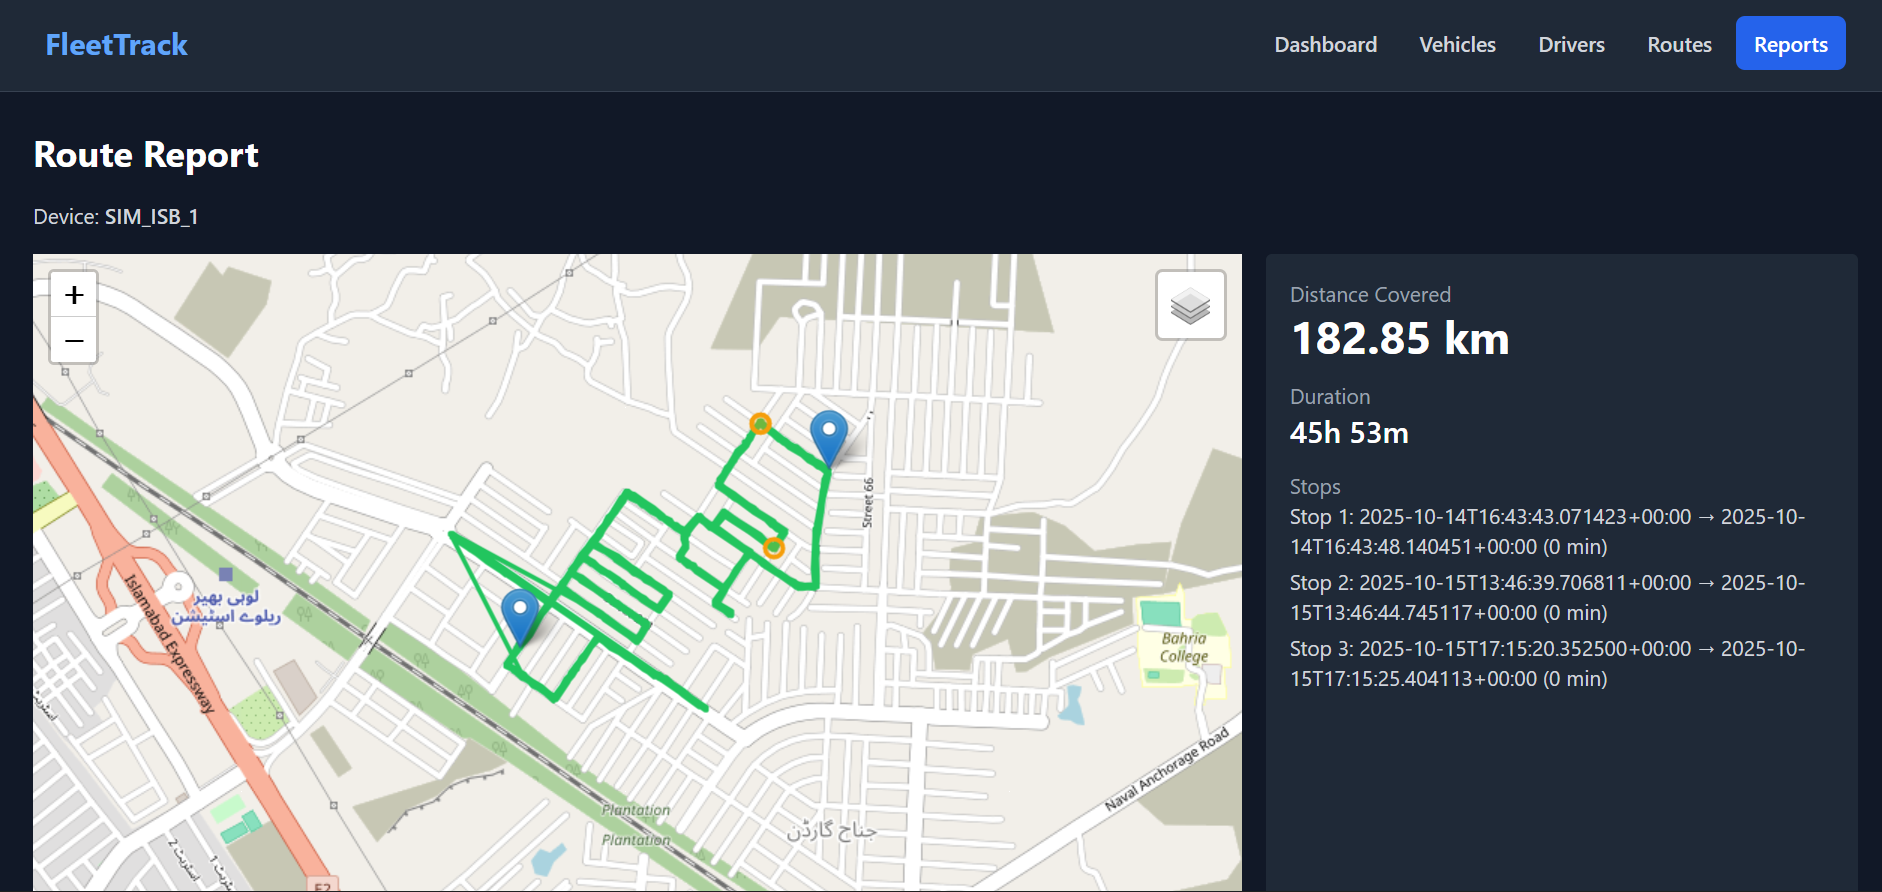 FleetTrack
Dashboard
Vehicles
Drivers
Routes
Reports
Route Report
Device: SIM_ISB_1
+
−
Street 66
لوہی بھیر
ریلوے اسٹیشن
Islamabad Expressway
Bahria
College
Naval Anchorage Road
Plantation
Plantation
جناح گارڈن
اسٹریٹ 2
اسٹریٹ 1
E2
Distance Covered
182.85 km
Duration
45h 53m
Stops
Stop 1: 2025-10-14T16:43:43.071423+00:00 → 2025-10-
14T16:43:48.140451+00:00 (0 min)
Stop 2: 2025-10-15T13:46:39.706811+00:00 → 2025-10-
15T13:46:44.745117+00:00 (0 min)
Stop 3: 2025-10-15T17:15:20.352500+00:00 → 2025-10-
15T17:15:25.404113+00:00 (0 min)